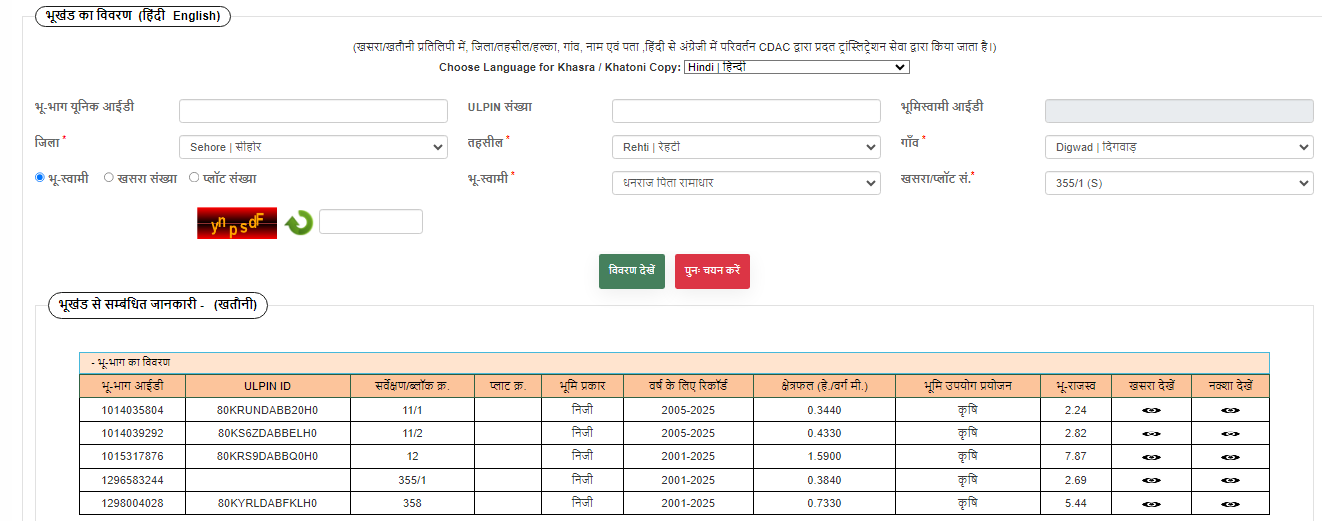 भूखंड का विवरण (हिंदी English)
(खसरा/खतौनी प्रतिलिपी में, जिला/तहसील/हल्का, गांव, नाम एवं पता ,हिंदी से अंग्रेजी में परिवर्तन CDAC द्वारा प्रदत ट्रांस्लिट्रेशन सेवा द्वारा किया जाता है।)
Choose Language for Khasra / Khatoni Copy: Hindi | हिन्दी
भू-भाग यूनिक आईडी ULPIN संख्या भूमिस्वामी आईडी
जिला * Sehore | सीहोर तहसील * Rehti | रेहटी गाँव * Digwad | दिगवाड़
भू-स्वामी खसरा संख्या प्लॉट संख्या भू-स्वामी * धनराज पिता रामाधार खसरा/प्लॉट सं.* 355/1 (S)
विवरण देखें पुनः चयन करें
भूखंड से सम्बंधित जानकारी - (खतौनी)
- भू-भाग का विवरण
भू-भाग आईडी ULPIN ID सर्वेक्षण/ब्लॉक क्र. प्लाट क्र. भूमि प्रकार वर्ष के लिए रिकॉर्ड क्षेत्रफल (हे./वर्ग मी.) भूमि उपयोग प्रयोजन भू-राजस्व खसरा देखें नक्शा देखें
1014035804 80KRUNDABB20H0 11/1 निजी 2005-2025 0.3440 कृषि 2.24
1014039292 80KS6ZDABBELH0 11/2 निजी 2005-2025 0.4330 कृषि 2.82
1015317876 80KRS9DABBQ0H0 12 निजी 2001-2025 1.5900 कृषि 7.87
1296583244 355/1 निजी 2001-2025 0.3840 कृषि 2.69
1298004028 80KYRLDABFKLH0 358 निजी 2001-2025 0.7330 कृषि 5.44